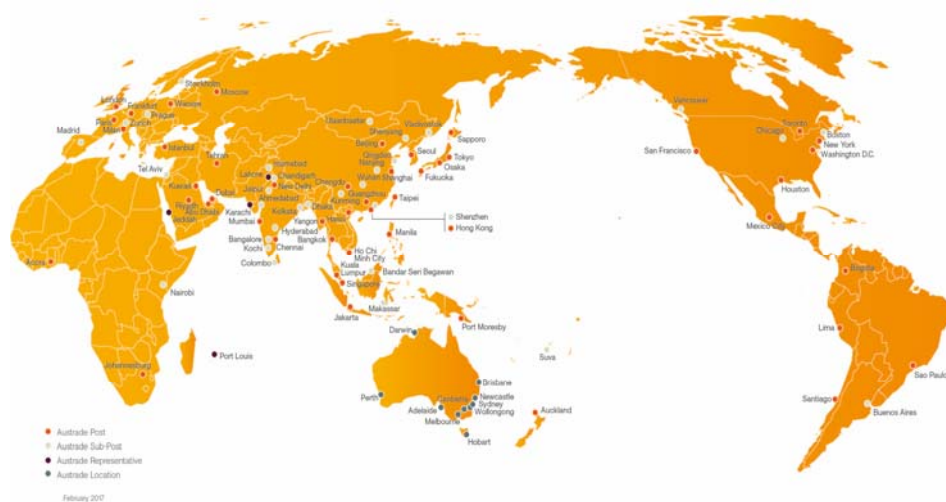 Stockholm
Moscow
London
Frankfurt
Warsaw
Paris
Prague
Zurich
Milan
Madrid
Istanbul
Tel Aviv
Tehran
Kuwait
Dubai
Riyadh
Abu Dhabi
Jeddah
Accra
Nairobi
Johannesburg
Port Louis
Islamabad
Lahore
Chandigarh
Jaipur
New Delhi
Ahmedabad
Karachi
Kolkata
Dhaka
Mumbai
Hyderabad
Bangalore
Kochi
Chennai
Colombo
Yangon
Hanoi
Bangkok
Ho Chi
Minh City
Kuala
Lumpur
Singapore
Bandar Seri Begawan
Jakarta
Makassar
Ulaanbaatar
Vladivostok
Shenyang
Beijing
Qingdao
Nanjing
Seoul
Sapporo
Tokyo
Osaka
Fukuoka
Chengdu
Wuhan
Shanghai
Kunming
Guangzhou
Taipei
Shenzhen
Hong Kong
Manila
Port Moresby
Darwin
Suva
Perth
Brisbane
Newcastle
Canberra
Sydney
Adelaide
Wollongong
Melbourne
Hobart
Auckland
Vancouver
Toronto
Chicago
Boston
New York
Washington D.C.
San Francisco
Houston
Mexico City
Bogota
Lima
Sao Paulo
Santiago
Buenos Aires
Austrade Post
Austrade Sub-Post
Austrade Representative
Austrade Location
February 2017